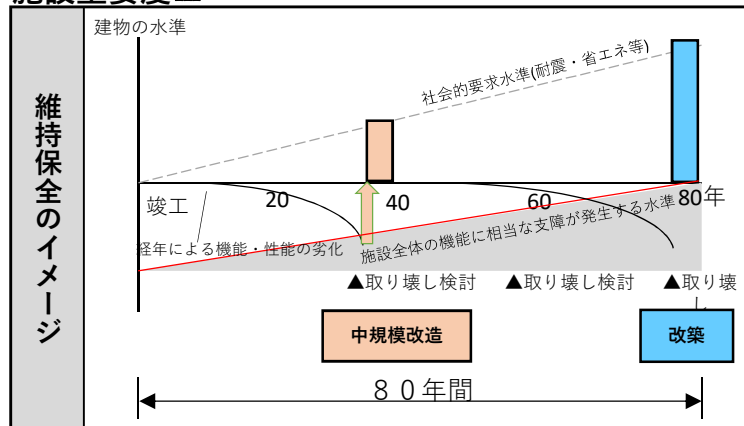 建物の水準
維持保全のイメージ
社会的要求水準(耐震・省エネ等)
竣工
20
40
60
80年
経年による機能・性能の劣化
施設全体の機能に相当な支障が発生する水準
▲取り壊し検討
▲取り壊し検討
▲取り壊
し
中規模改造
改築
８０年間